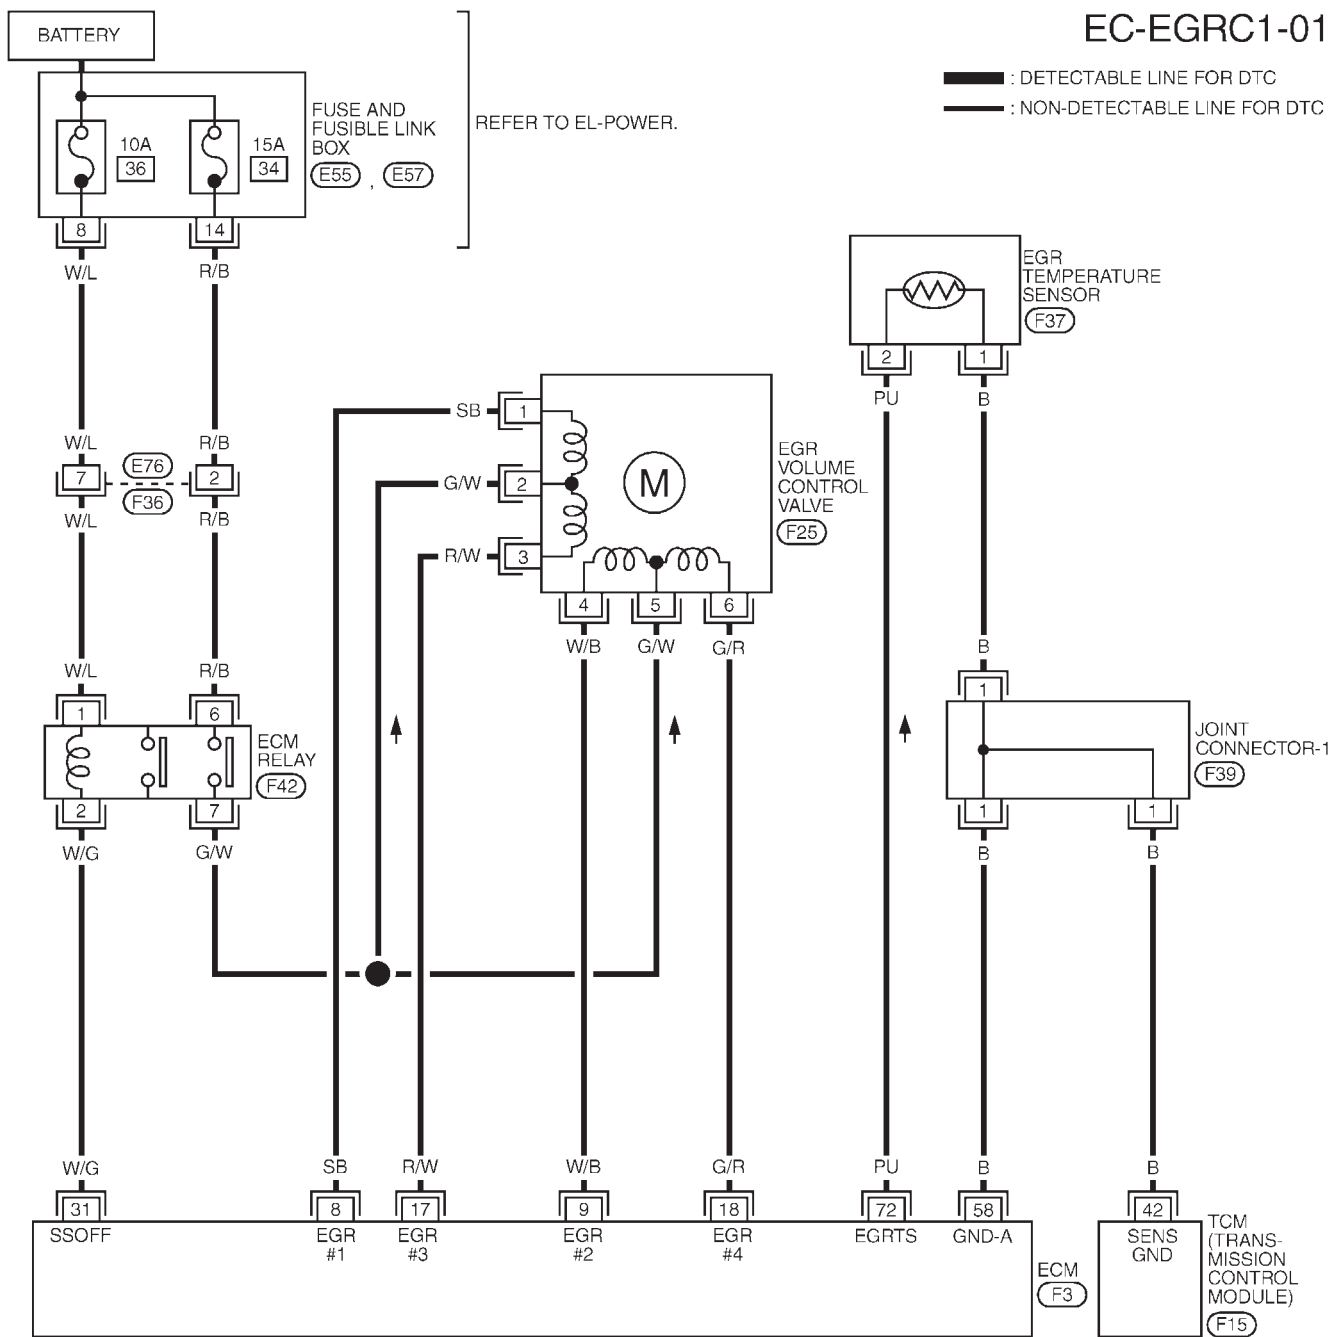 EC-EGRC1-01
: DETECTABLE LINE FOR DTC
: NON-DETECTABLE LINE FOR DTC
BATTERY
FUSE AND
FUSIBLE LINK
BOX
E55 , E57
REFER TO EL-POWER.
10A
36
15A
34
8
14
W/L
R/B
EGR
TEMPERATURE
SENSOR
F37
2
1
PU
B
W/L
R/B
7
E76
F36
2
W/L
R/B
SB
1
G/W
2
R/W
3
M
EGR
VOLUME
CONTROL
VALVE
F25
4
5
6
W/B
G/W
G/R
W/L
R/B
B
1
6
1
ECM
RELAY
F42
JOINT
CONNECTOR-1
F39
2
7
1
1
W/G
G/W
B
B
W/G
SB
R/W
W/B
G/R
PU
B
B
31
8
17
9
18
72
58
42
SSOFF
EGR
#1
EGR
#3
EGR
#2
EGR
#4
EGRTS
GND-A
SENS
GND
ECM
F3
TCM
(TRANS-
MISSION
CONTROL
MODULE)
F15